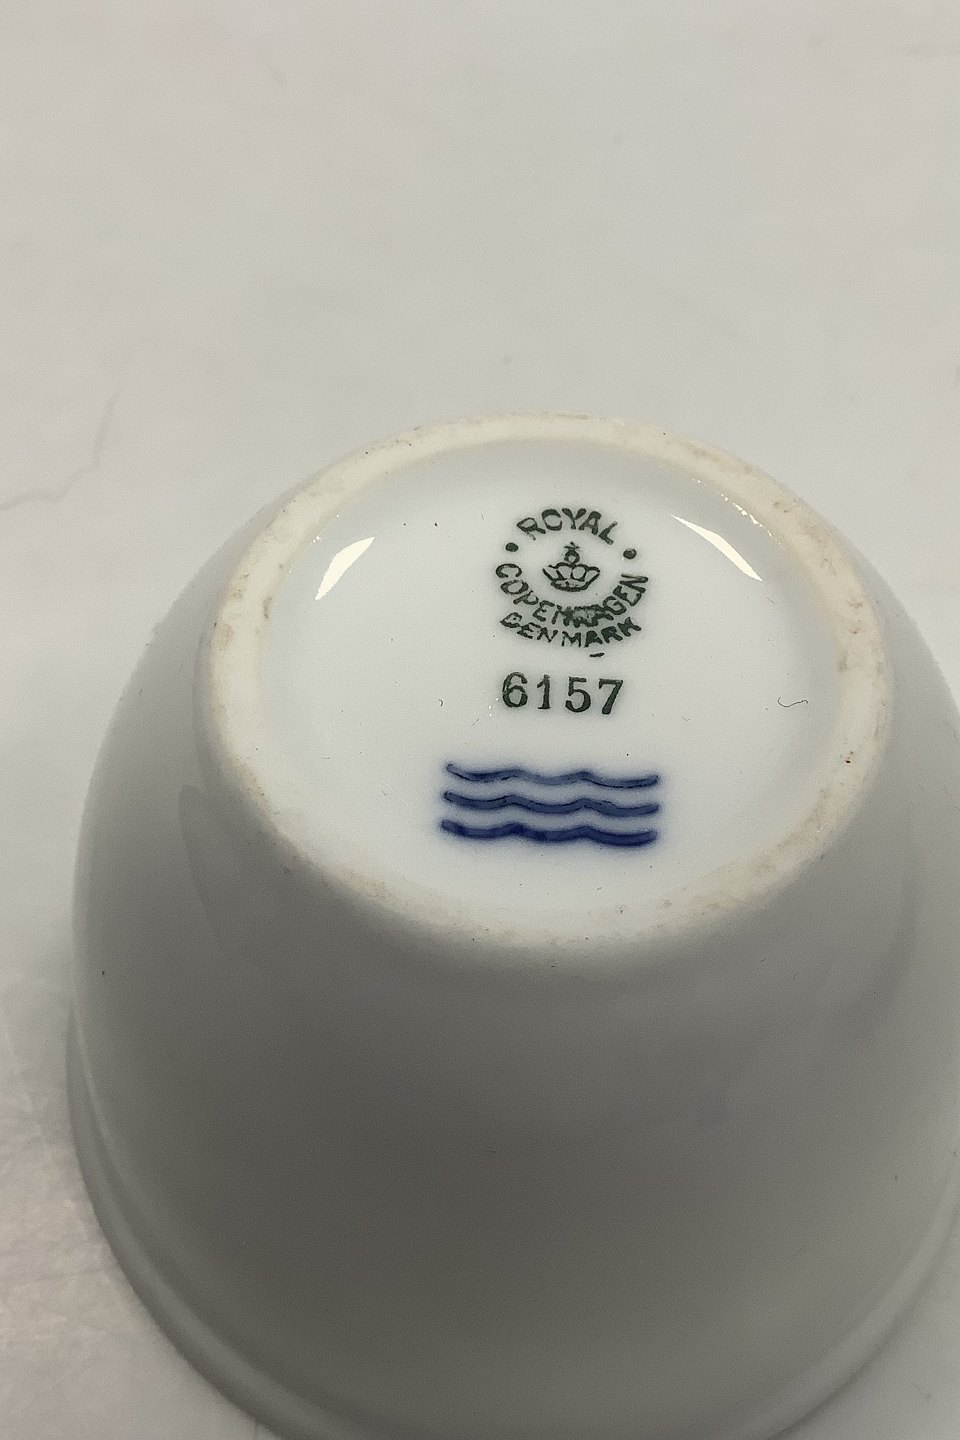 ROYAL
COPENHAGEN
DENMARK
6157